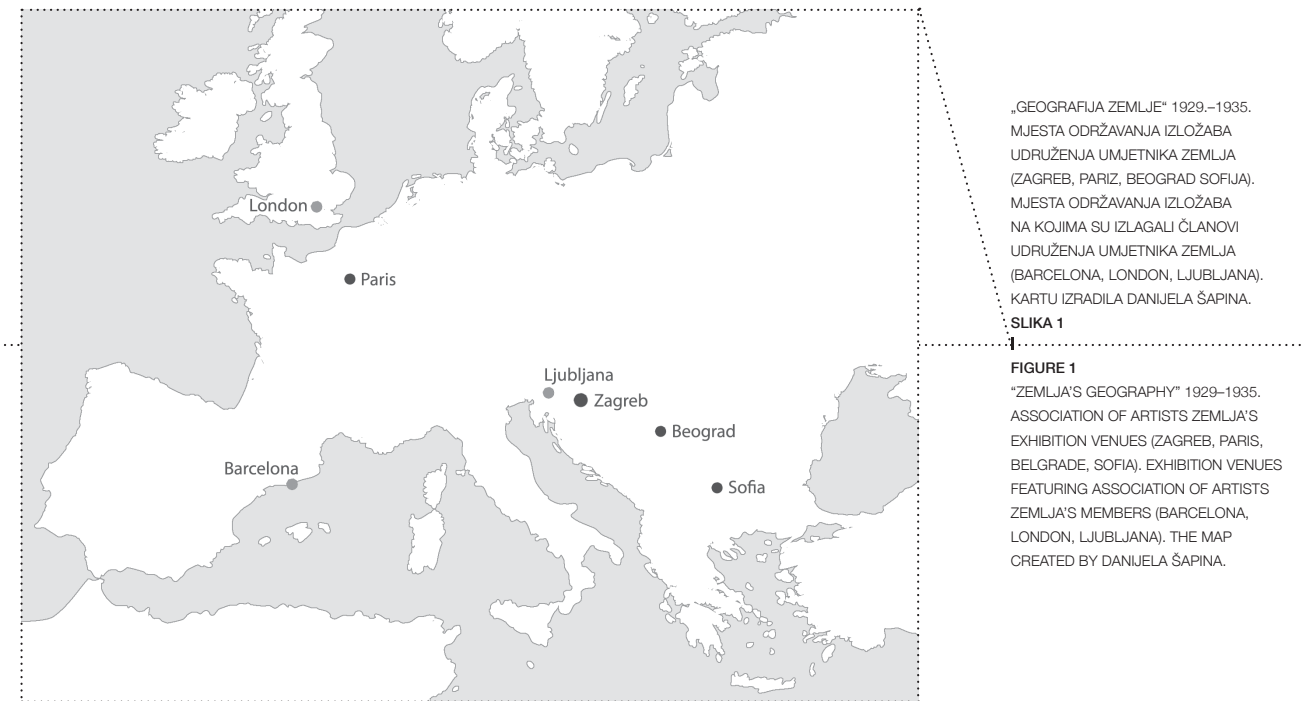 London
Paris
Ljubljana
Zagreb
Beograd
Barcelona
Sofia
„GEOGRAFIJA ZEMLJE“ 1929.–1935.
MJESTA ODRŽAVANJA IZLOŽABA
UDRUŽENJA UMJETNIKA ZEMLJA
(ZAGREB, PARIZ, BEOGRAD SOFIJA).
MJESTA ODRŽAVANJA IZLOŽABA
NA KOJIMA SU IZLAGALI ČLANOVI
UDRUŽENJA UMJETNIKA ZEMLJA
(BARCELONA, LONDON, LJUBLJANA).
KARTU IZRADILA DANIJELA ŠAPINA.
SLIKA 1
FIGURE 1
“ZEMLJA’S GEOGRAPHY” 1929–1935.
ASSOCIATION OF ARTISTS ZEMLJA’S
EXHIBITION VENUES (ZAGREB, PARIS,
BELGRADE, SOFIA). EXHIBITION VENUES
FEATURING ASSOCIATION OF ARTISTS
ZEMLJA’S MEMBERS (BARCELONA,
LONDON, LJUBLJANA). THE MAP
CREATED BY DANIJELA ŠAPINA.